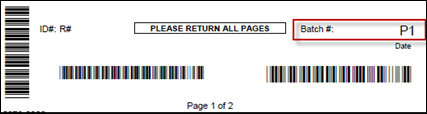 ID#: R# PLEASE RETURN ALL PAGES Batch #: P1
Date
Page 1 of 2